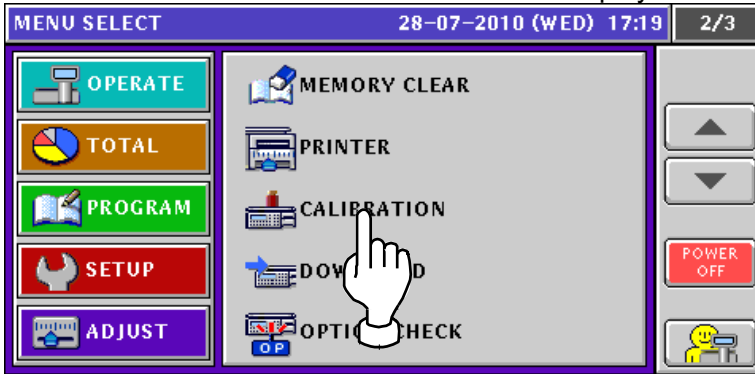 MENU SELECT 28-07-2010 (WED) 17:19 2/3
OPERATE
TOTAL
PROGRAM
SETUP
ADJUST
MEMORY CLEAR
PRINTER
CALIBRATION
OP
CHECK
POWER
OFF